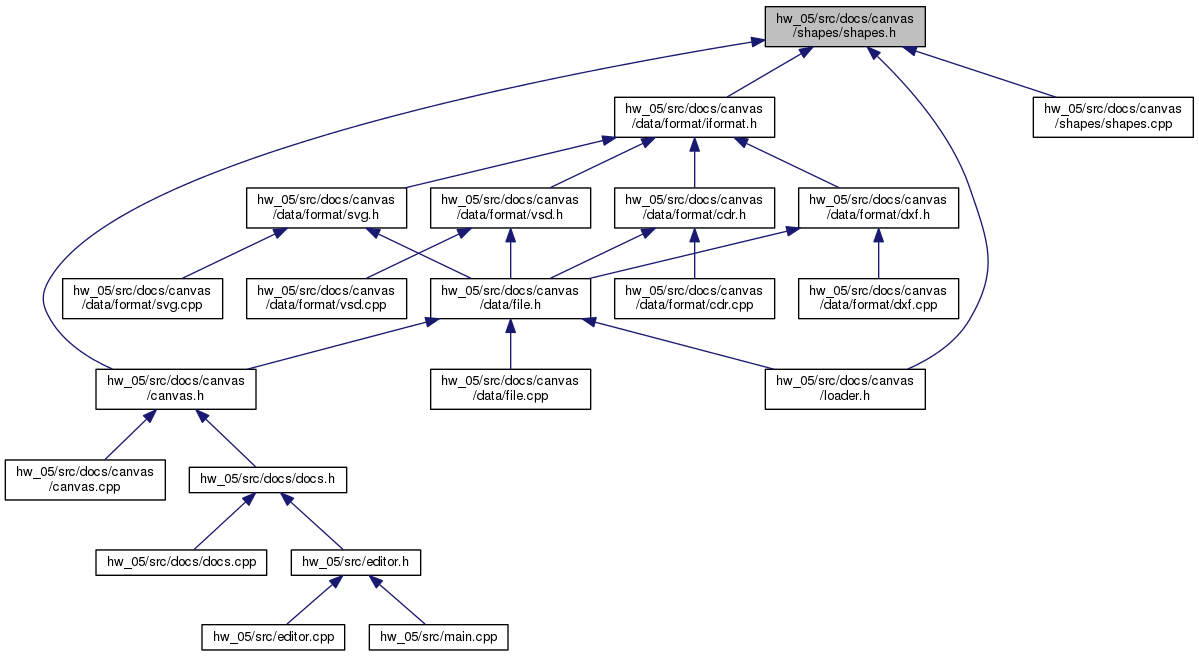 hw_05/src/docs/canvas
/shapes/shapes.h
hw_05/src/docs/canvas
/data/format/iformat.h
hw_05/src/docs/canvas
/shapes/shapes.cpp
hw_05/src/docs/canvas
/data/format/svg.h
hw_05/src/docs/canvas
/data/format/vsd.h
hw_05/src/docs/canvas
/data/format/cdr.h
hw_05/src/docs/canvas
/data/format/dxf.h
hw_05/src/docs/canvas
/data/format/svg.cpp
hw_05/src/docs/canvas
/data/format/vsd.cpp
hw_05/src/docs/canvas
/data/file.h
hw_05/src/docs/canvas
/data/format/cdr.cpp
hw_05/src/docs/canvas
/data/format/dxf.cpp
hw_05/src/docs/canvas
/canvas.h
hw_05/src/docs/canvas
/data/file.cpp
hw_05/src/docs/canvas
/loader.h
hw_05/src/docs/canvas
/canvas.cpp
hw_05/src/docs/docs.h
hw_05/src/docs/docs.cpp
hw_05/src/editor.h
hw_05/src/editor.cpp
hw_05/src/main.cpp